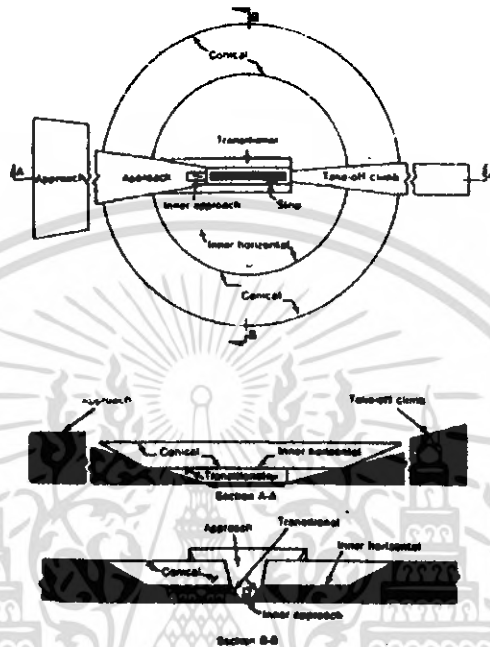 B
Conical
Transitional
A
Approach
Approach
Take-off climb
A
Inner approach
Strip
Inner horizontal
Conical
B
Approach
Take-off climb
Conical
Inner horizontal
Transitional
Section A-A
Approach
Transitional
Inner horizontal
Conical
Inner approach
Section B-B